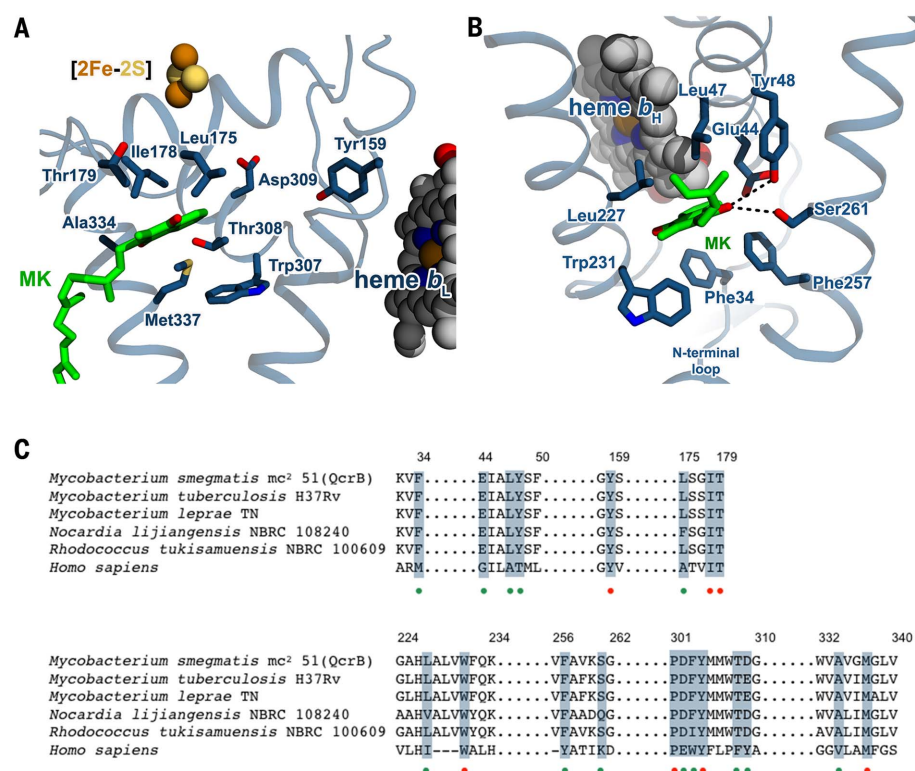 A
[2Fe-2S]
Leu175
Ile178
Thr179
Tyr159
Asp309
Ala334
Thr308
MK
Trp307
heme bL
Met337
B
Leu47
Tyr48
heme bH
Glu44
Leu227
Ser261
MK
Trp231
Phe257
Phe34
N-terminal
loop
C
34 44 50 159 175 179
Mycobacterium smegmatis mc² 51(QcrB) KVF......EIALYSF......GYS......LSGIT
Mycobacterium tuberculosis H37Rv KVF......EIALYSF......GYS......LSSIT
Mycobacterium leprae TN KVF......EIALYSF......GYS......LSSIT
Nocardia lijiangensis NBRC 108240 KVF......EIALYSF......GYS......FSGIT
Rhodococcus tukisamuensis NBRC 100609 KVF......EIALYSF......GYS......LSGIT
Homo sapiens ARM......GILATML......GYV......ATVIT
224 234 256 262 301 310 332 340
Mycobacterium smegmatis mc² 51(QcrB) GAHLALVWFQK......VFAVKSG......PDFYMMWTDG......WVAVGMGLV
Mycobacterium tuberculosis H37Rv GLHLALVWYQK......VFAFKSG......PDFYMMWTEG......WVAVIMGLV
Mycobacterium leprae TN GLHLALVWYQK......VFAFKSG......PDFYMMWTEG......WVAVIMALV
Nocardia lijiangensis NBRC 108240 AAHVALVWYQK......VFAADQG......PDFYMMWTEG......WVALIMGLV
Rhodococcus tukisamuensis NBRC 100609 GAHLALVWYQK......VFAFKSG......PDIYMMWTEG......WVALIMGLV
Homo sapiens VLHI---WALH......-YATIKD......PEWYFLPFYA......GGVLAMFGS